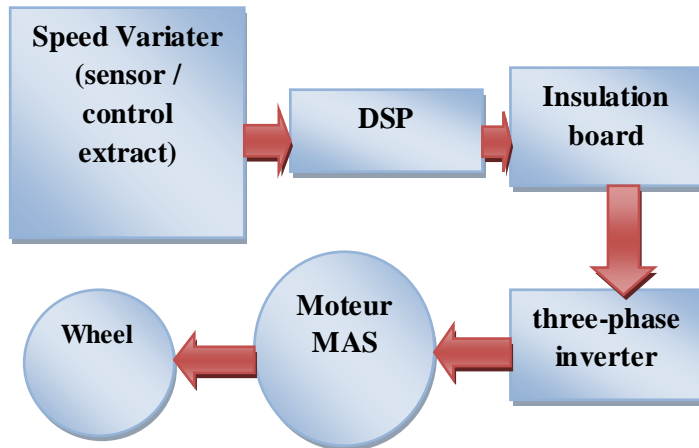 Speed Variater
(sensor /
control
extract)
DSP
Insulation
board
three-phase
inverter
Moteur
MAS
Wheel